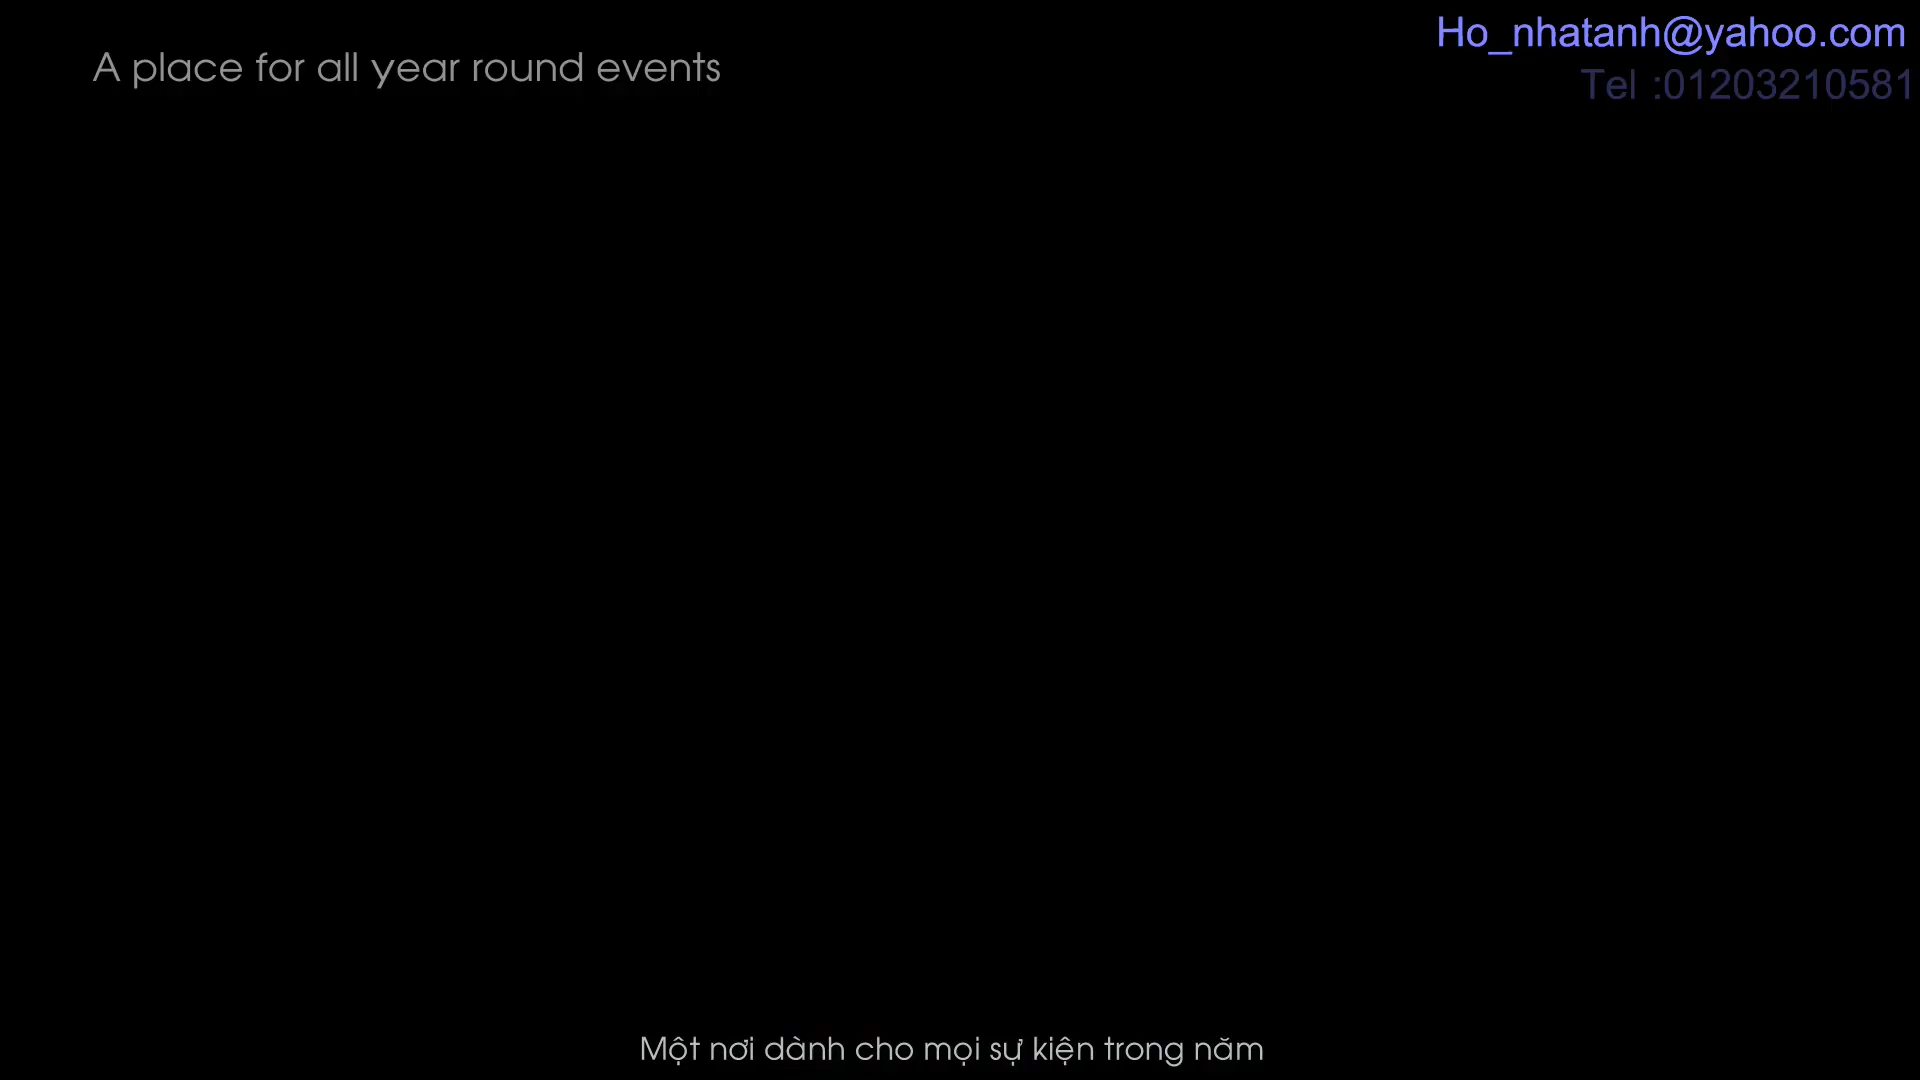 Ho_nhatanh@yahoo.com
A place for all year round events
Tel :01203210581
Một nơi dành cho mọi sự kiện trong năm